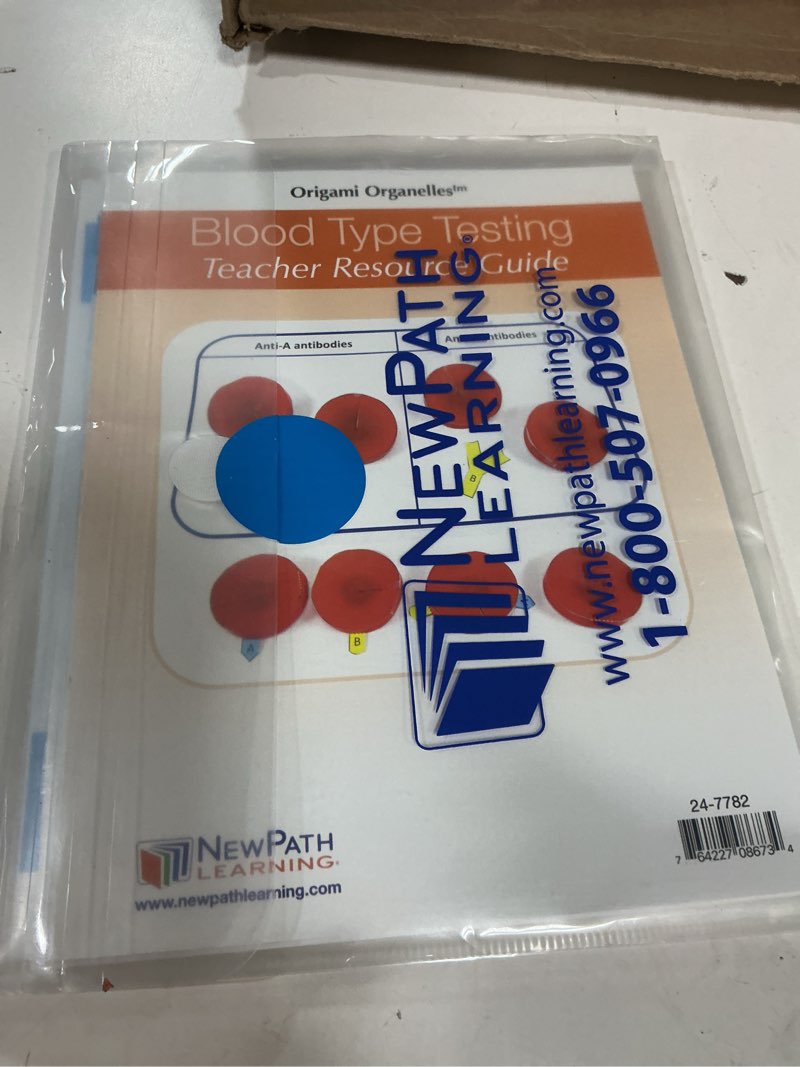 Origami Organelles™
Blood Type Testing
Teacher Resource Guide
Anti-A antibodies
antibodies
B
A
B
NEWPATH
LEARNING®
www.newpathlearning.com
1-800-507-0966
24-7782
7 64227 08673 4
NEWPATH
LEARNING®
www.newpathlearning.com